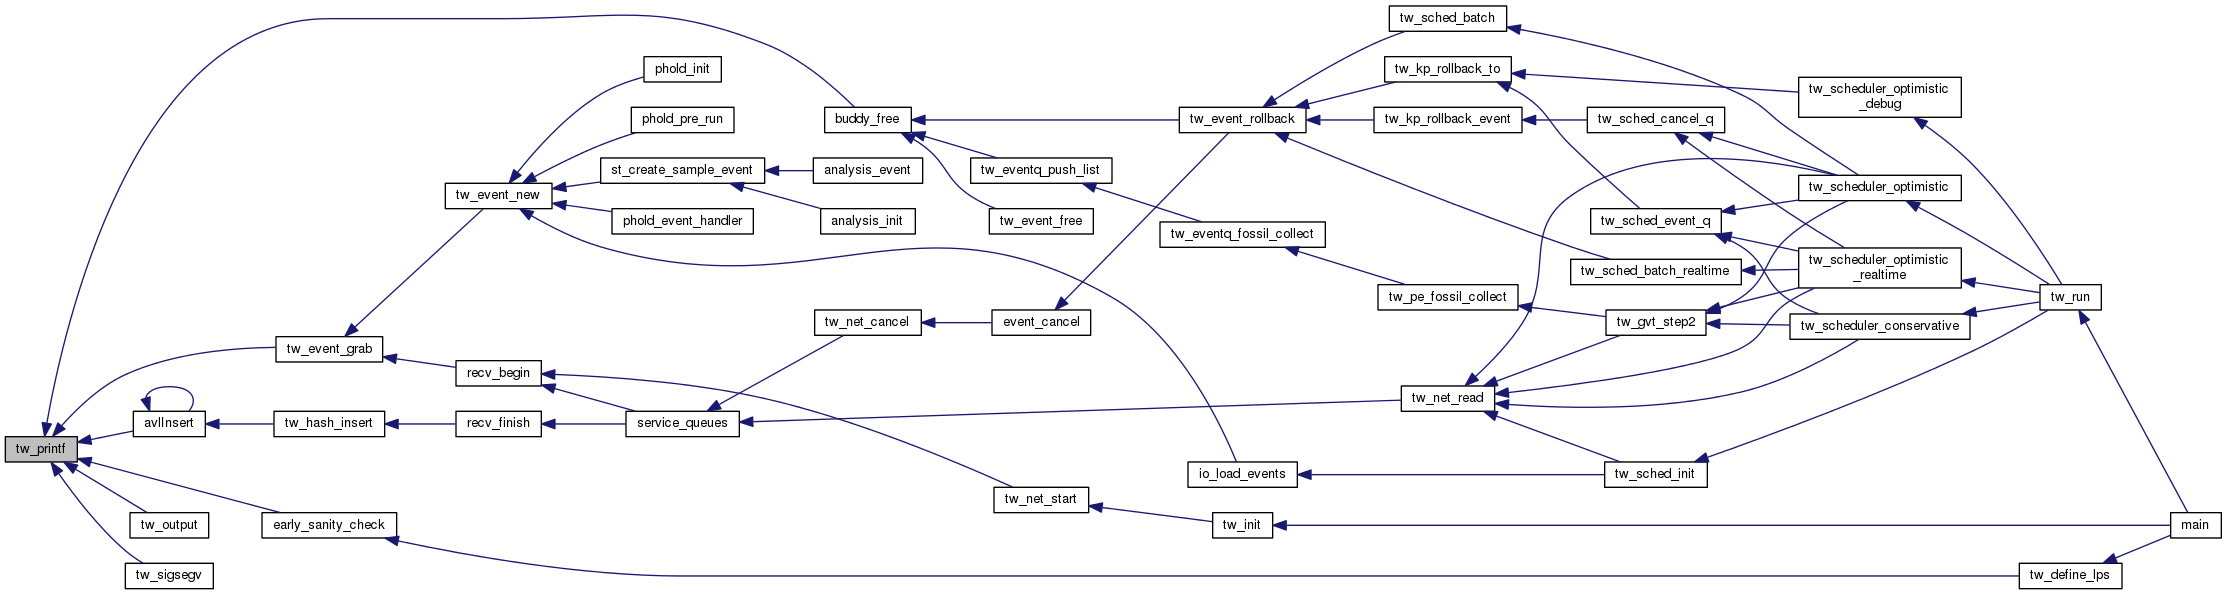 tw_sched_batch
phold_init
tw_kp_rollback_to
tw_scheduler_optimistic
_debug
phold_pre_run
buddy_free
tw_event_rollback
tw_kp_rollback_event
tw_sched_cancel_q
st_create_sample_event
analysis_event
tw_eventq_push_list
tw_event_new
tw_scheduler_optimistic
phold_event_handler
analysis_init
tw_event_free
tw_sched_event_q
tw_eventq_fossil_collect
tw_scheduler_optimistic
_realtime
tw_sched_batch_realtime
tw_pe_fossil_collect
tw_run
tw_net_cancel
event_cancel
tw_gvt_step2
tw_scheduler_conservative
tw_event_grab
recv_begin
tw_net_read
avlInsert
tw_hash_insert
recv_finish
service_queues
tw_printf
io_load_events
tw_sched_init
tw_net_start
tw_output
early_sanity_check
tw_init
main
tw_sigsegv
tw_define_lps